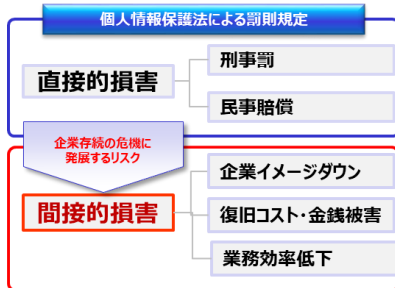 個人情報保護法による罰則規定
直接的損害
刑事罰
民事賠償
企業存続の危機に
発展するリスク
間接的損害
企業イメージダウン
復旧コスト・金銭被害
業務効率低下